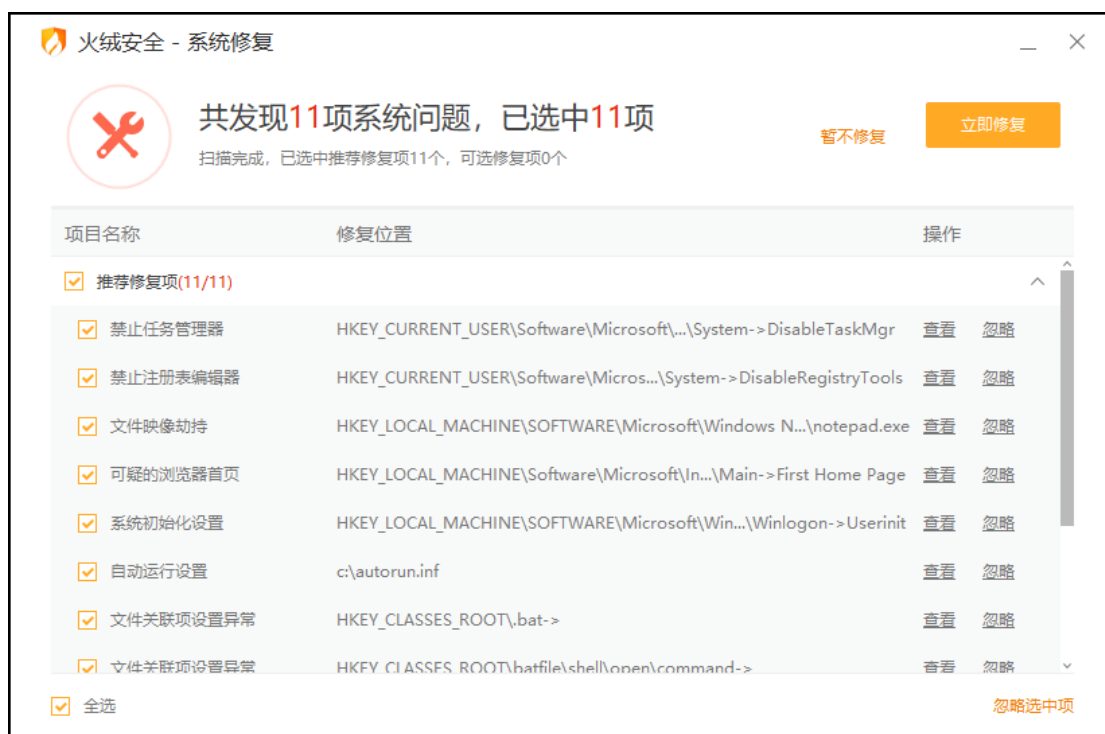 火绒安全 - 系统修复
共发现11项系统问题，已选中11项
扫描完成，已选中推荐修复项11个，可选修复项0个
暂不修复
立即修复
项目名称 修复位置 操作
推荐修复项(11/11)
禁止任务管理器 HKEY_CURRENT_USER\Software\Microsoft\...\System->DisableTaskMgr 查看 忽略
禁止注册表编辑器 HKEY_CURRENT_USER\Software\Micros...\System->DisableRegistryTools 查看 忽略
文件映像劫持 HKEY_LOCAL_MACHINE\SOFTWARE\Microsoft\Windows N...\notepad.exe 查看 忽略
可疑的浏览器首页 HKEY_LOCAL_MACHINE\Software\Microsoft\In...\Main->First Home Page 查看 忽略
系统初始化设置 HKEY_LOCAL_MACHINE\SOFTWARE\Microsoft\Win...\Winlogon->Userinit 查看 忽略
自动运行设置 c:\autorun.inf 查看 忽略
文件关联项设置异常 HKEY_CLASSES_ROOT\.bat-> 查看 忽略
文件关联项设置异常 HKEY_CLASSES_ROOT\batfile\shell\open\command-> 查看 忽略
全选 忽略选中项